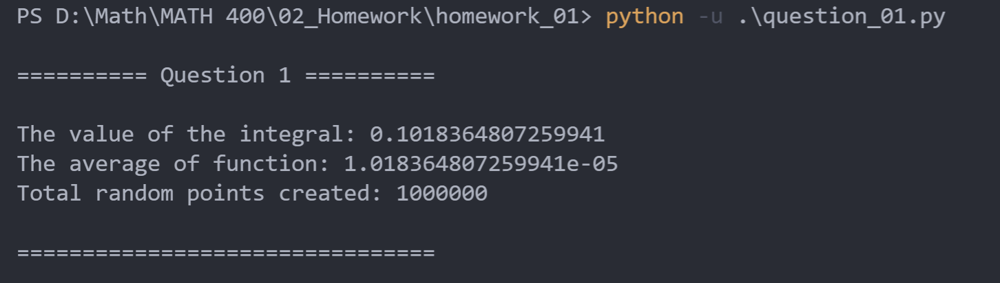 PS D:\Math\MATH 400\02_Homework\homework_01> python -u .\question_01.py
========== Question 1 ==========
The value of the integral: 0.1018364807259941
The average of function: 1.018364807259941e-05
Total random points created: 1000000
================================